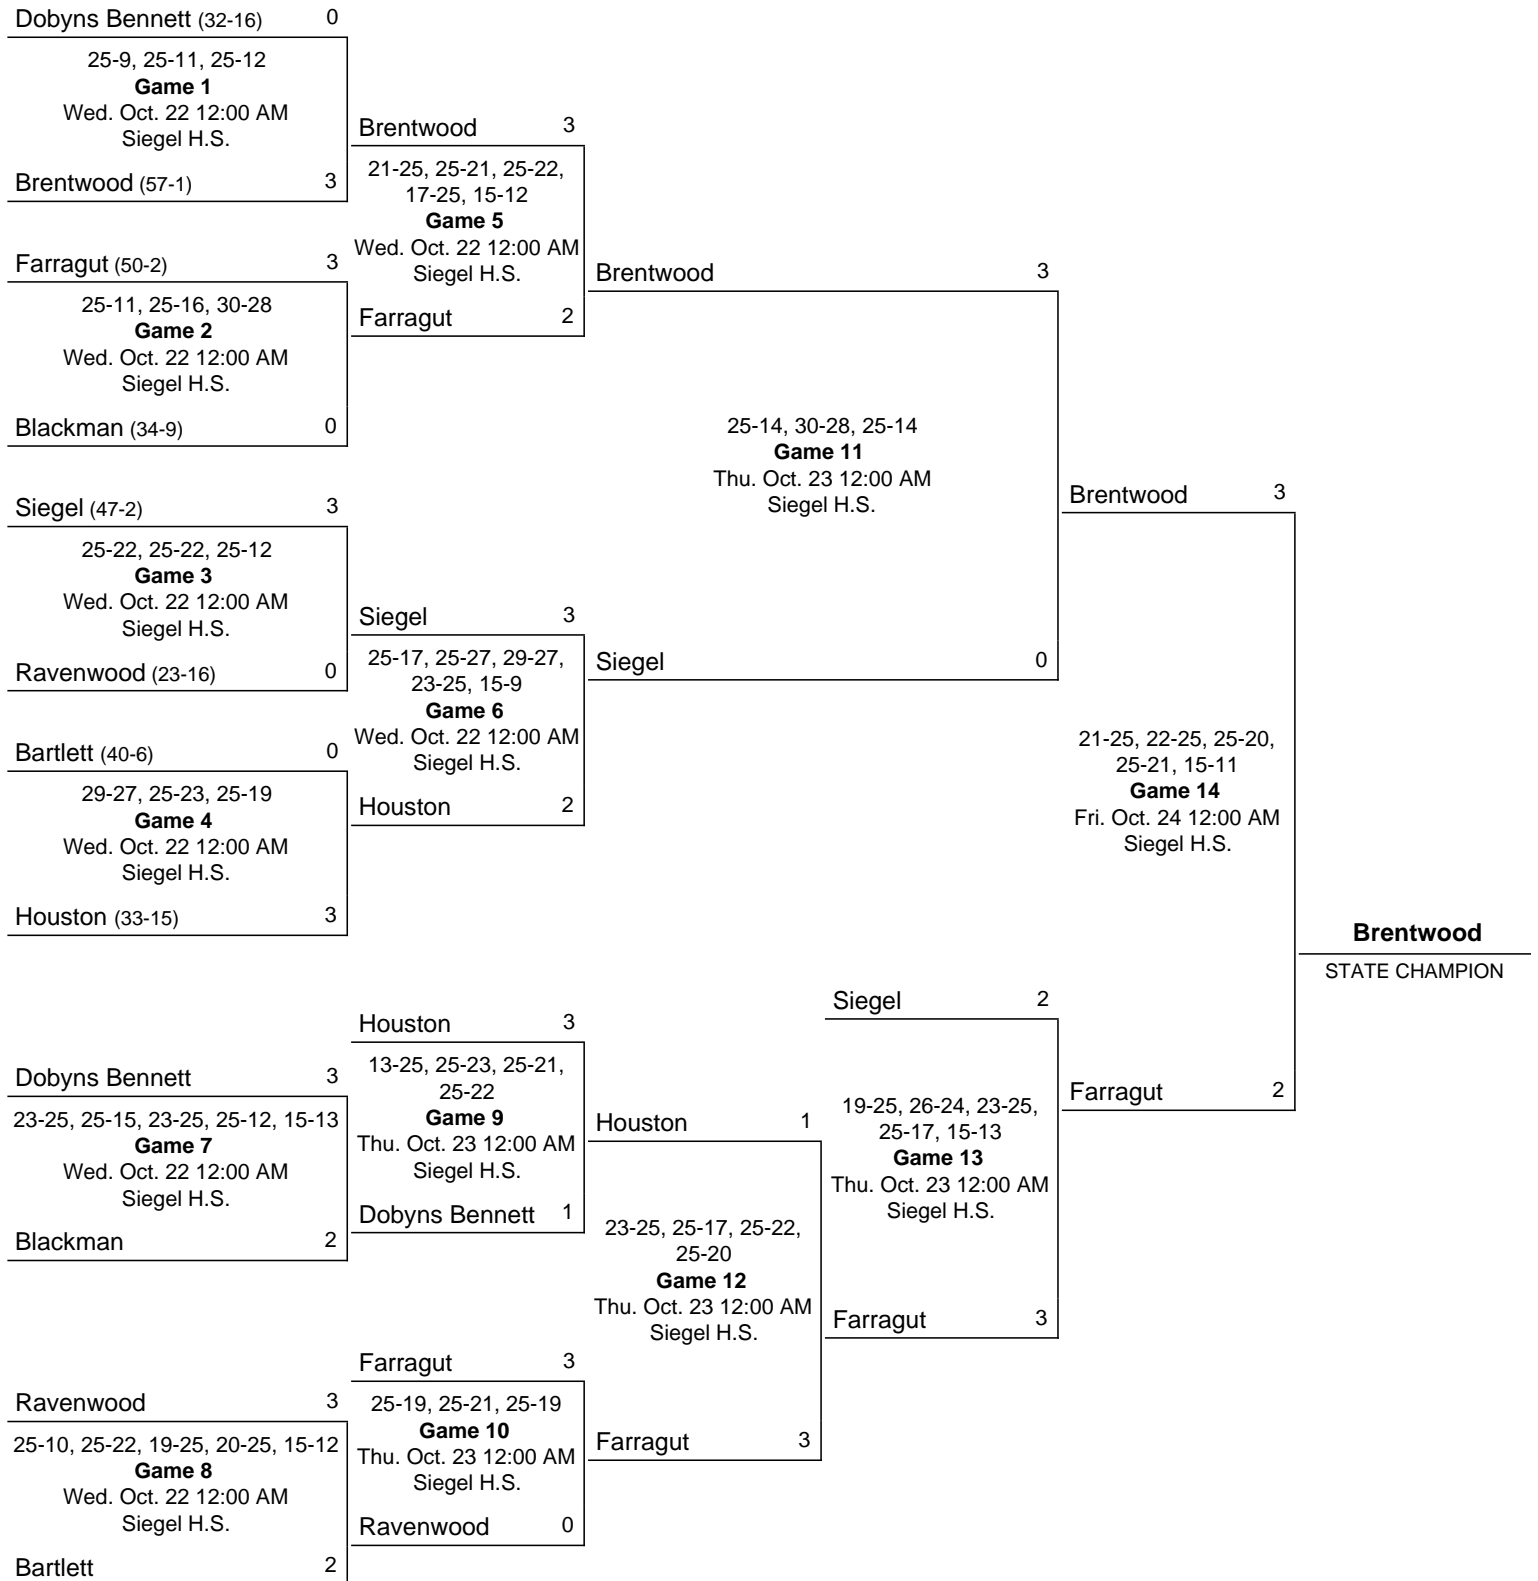 Dobyns Bennett (32-16) 0
25-9, 25-11, 25-12
Game 1
Wed. Oct. 22 12:00 AM
Siegel H.S.
Brentwood (57-1) 3
Farragut (50-2) 3
25-11, 25-16, 30-28
Game 2
Wed. Oct. 22 12:00 AM
Siegel H.S.
Blackman (34-9) 0
Siegel (47-2) 3
25-22, 25-22, 25-12
Game 3
Wed. Oct. 22 12:00 AM
Siegel H.S.
Ravenwood (23-16) 0
Bartlett (40-6) 0
29-27, 25-23, 25-19
Game 4
Wed. Oct. 22 12:00 AM
Siegel H.S.
Houston (33-15) 3
Brentwood 3
21-25, 25-21, 25-22,
17-25, 15-12
Game 5
Wed. Oct. 22 12:00 AM
Siegel H.S.
Farragut 2
Siegel 3
25-17, 25-27, 29-27,
23-25, 15-9
Game 6
Wed. Oct. 22 12:00 AM
Siegel H.S.
Houston 2
Brentwood 3
25-14, 30-28, 25-14
Game 11
Thu. Oct. 23 12:00 AM
Siegel H.S.
Siegel 0
Brentwood 3
21-25, 22-25, 25-20,
25-21, 15-11
Game 14
Fri. Oct. 24 12:00 AM
Siegel H.S.
Farragut 2
Brentwood
STATE CHAMPION
Dobyns Bennett 3
23-25, 25-15, 23-25, 25-12, 15-13
Game 7
Wed. Oct. 22 12:00 AM
Siegel H.S.
Blackman 2
Ravenwood 3
25-10, 25-22, 19-25, 20-25, 15-12
Game 8
Wed. Oct. 22 12:00 AM
Siegel H.S.
Bartlett 2
Houston 3
13-25, 25-23, 25-21,
25-22
Game 9
Thu. Oct. 23 12:00 AM
Siegel H.S.
Dobyns Bennett 1
Farragut 3
25-19, 25-21, 25-19
Game 10
Thu. Oct. 23 12:00 AM
Siegel H.S.
Ravenwood 0
Houston 1
23-25, 25-17, 25-22,
25-20
Game 12
Thu. Oct. 23 12:00 AM
Siegel H.S.
Farragut 3
Siegel 2
19-25, 26-24, 23-25,
25-17, 15-13
Game 13
Thu. Oct. 23 12:00 AM
Siegel H.S.
Farragut 3